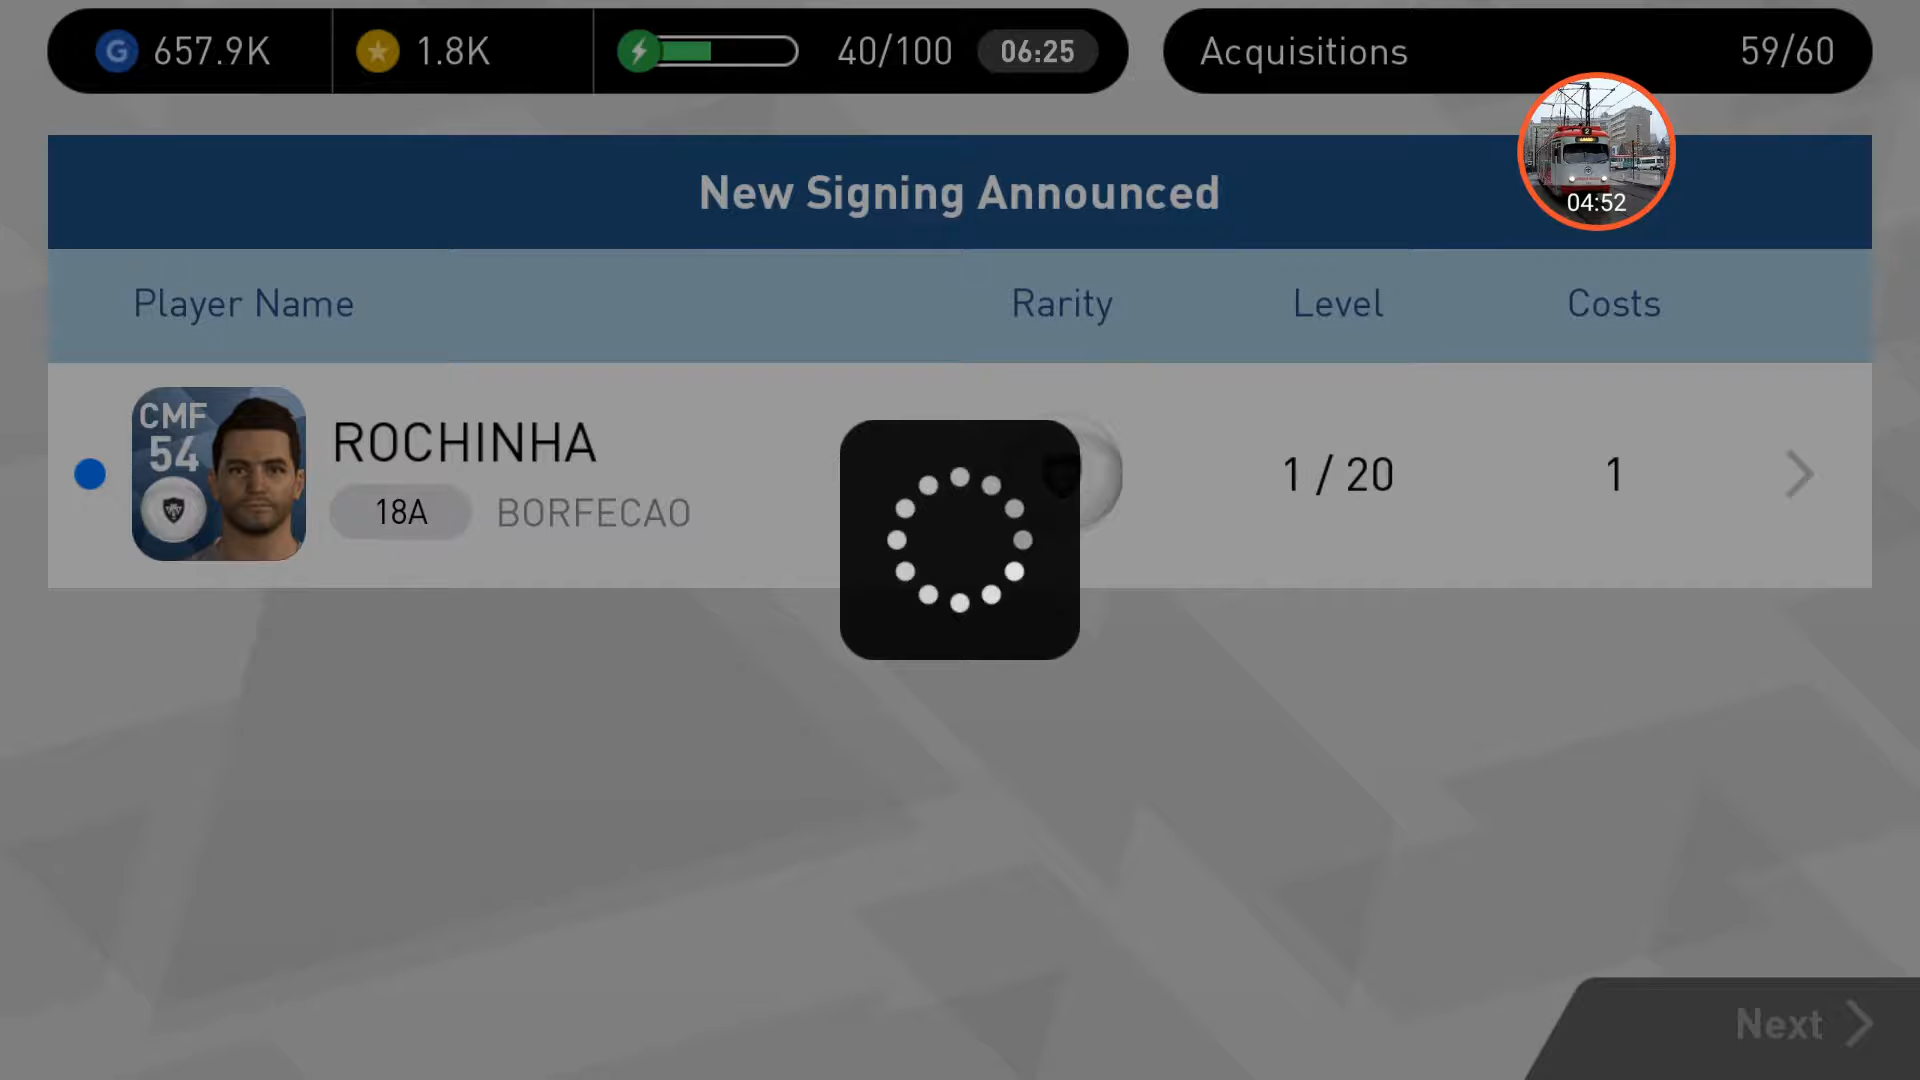 G 657.9K
1.8K
40/100
06:25
Acquisitions 59/60
04:52
New Signing Announced
Player Name Rarity Level Costs
CMF
54
ROCHINHA
18A BORFECAO
1 / 20
1
Next